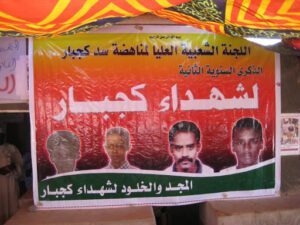 اللجنة الشعبية العليا لمناهضة سد كجبار
الذكرى السنوية الثانية
لشهداء كجبار
المجد والخلود لشهداء كجبار